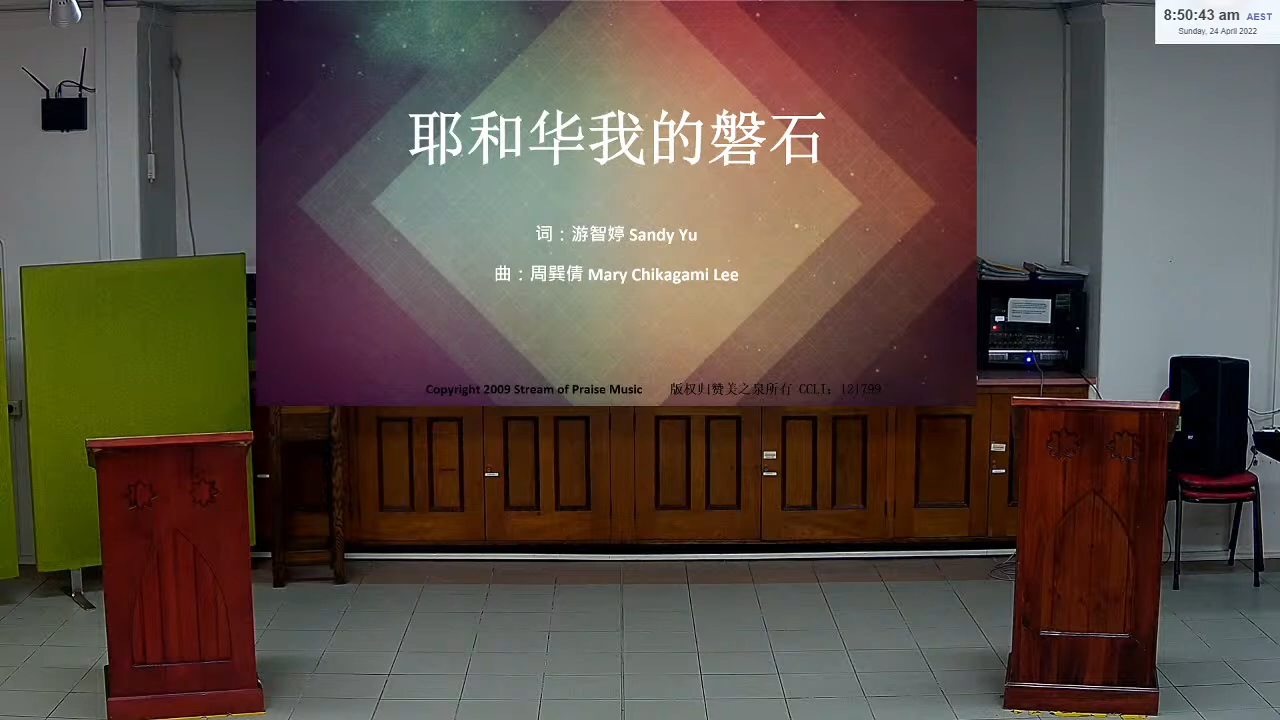 8:50:43 am AEST
Sunday, 24 April 2022
耶和华我的磐石
词：游智婷 Sandy Yu
曲：周巽倩 Mary Chikagami Lee
Copyright 2009 Stream of Praise Music 版权归赞美之泉所有 CCLI：121799